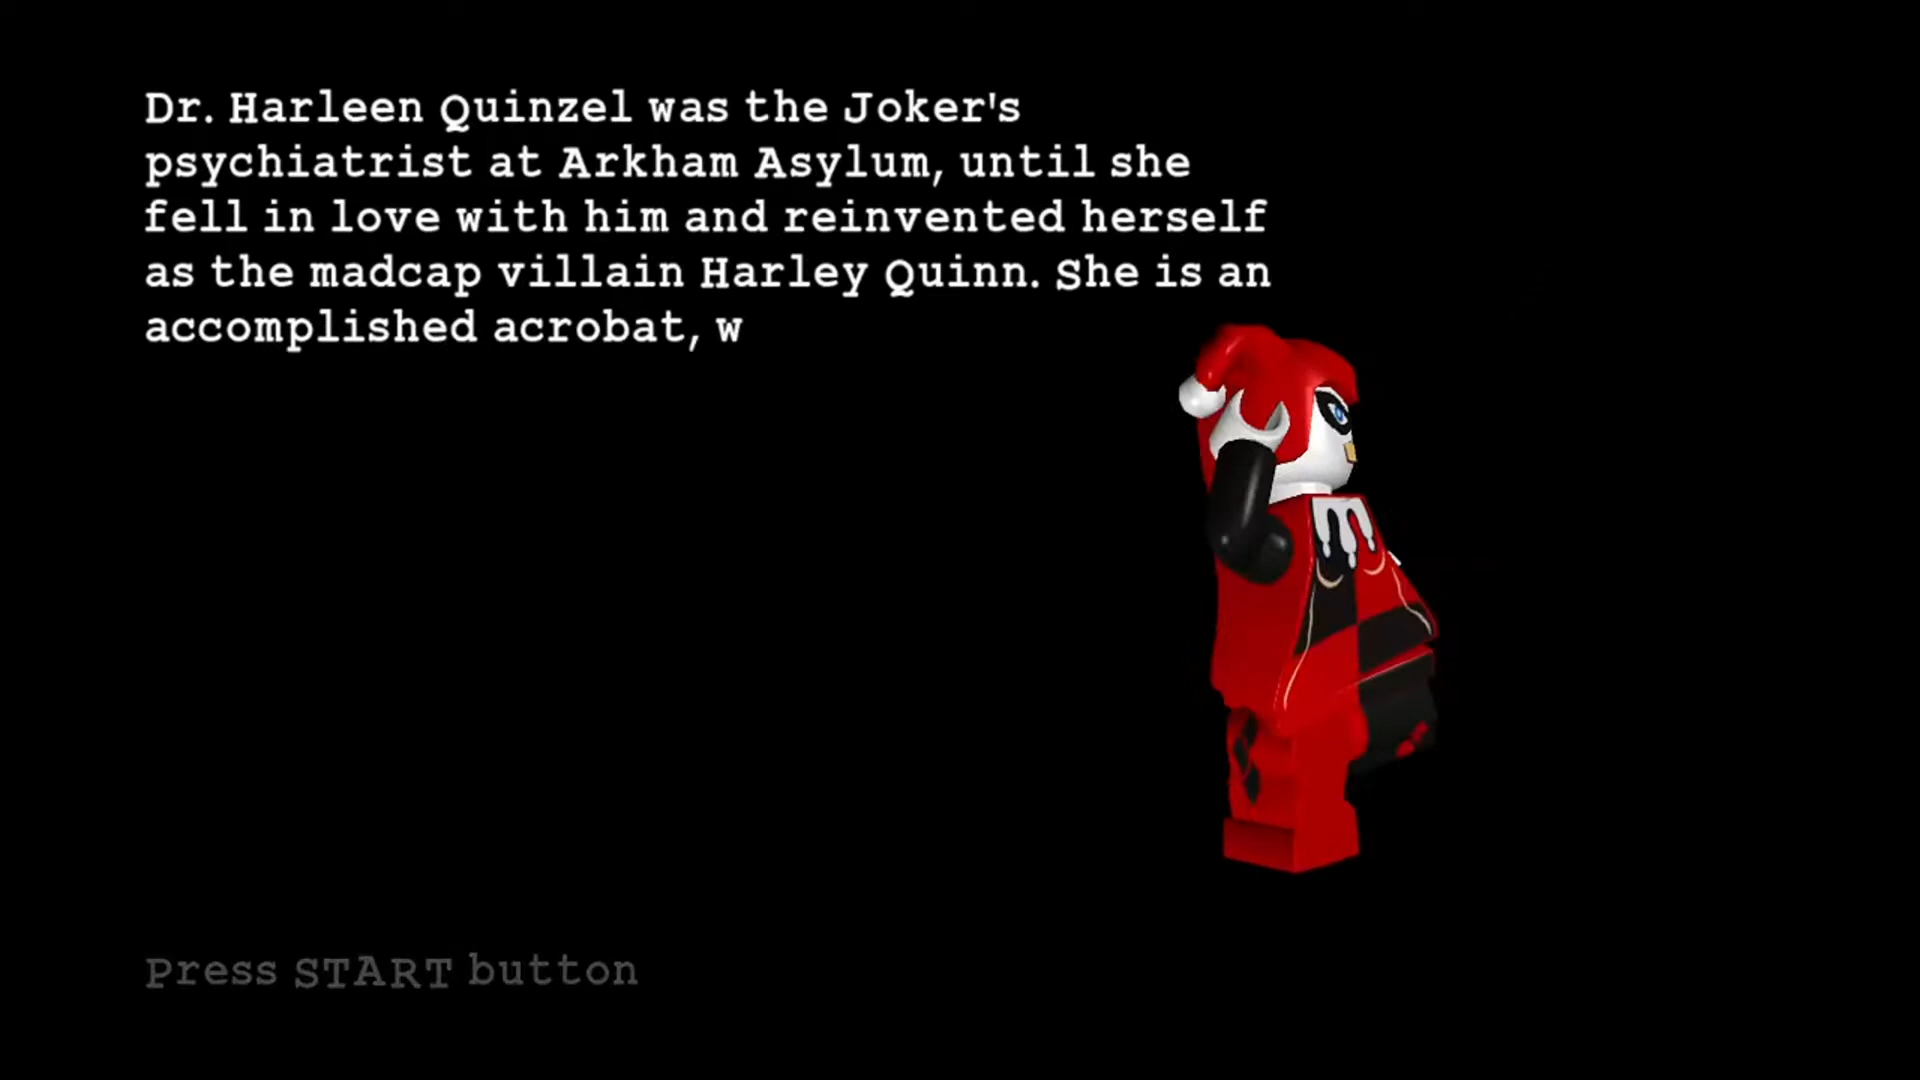 Dr. Harleen Quinzel was the Joker's
psychiatrist at Arkham Asylum, until she
fell in love with him and reinvented herself
as the madcap villain Harley Quinn. She is an
accomplished acrobat, w
Press START button